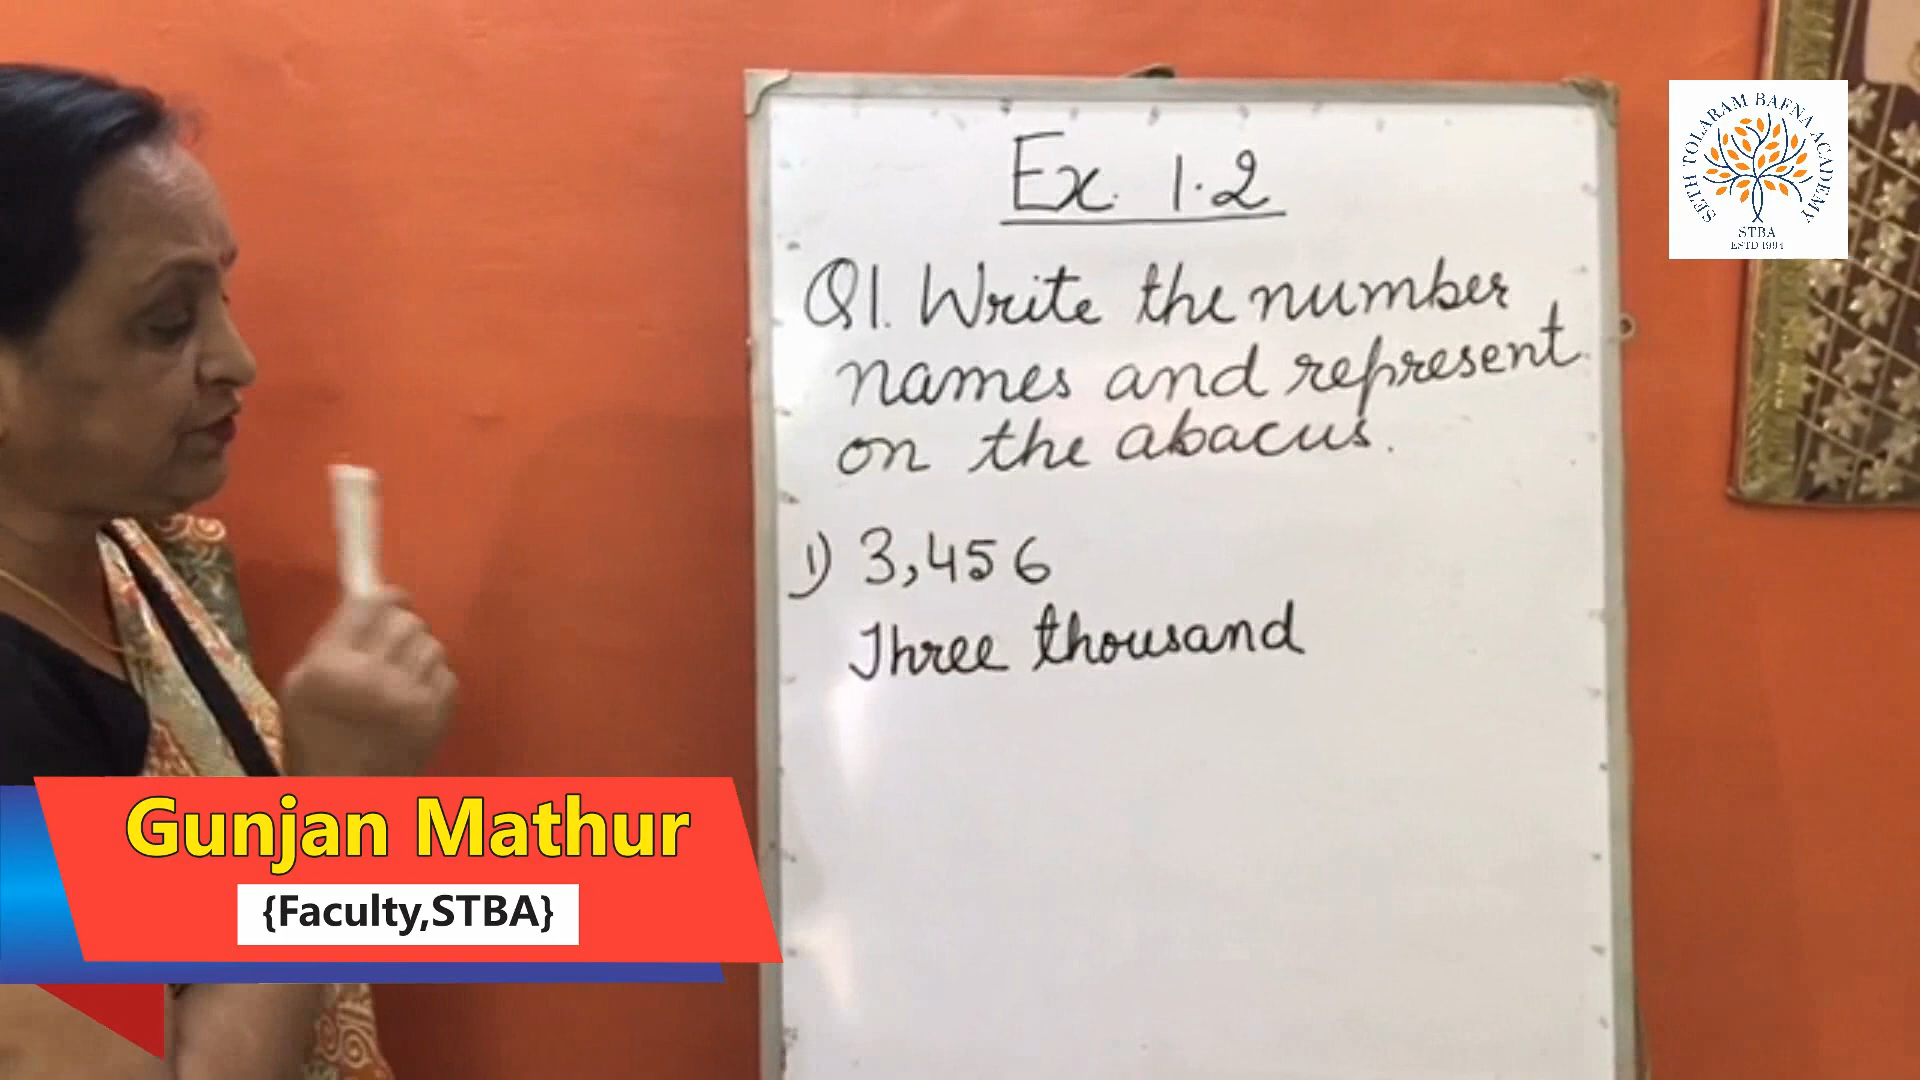 Ex. 1.2
Q1. Write the number
names and represent
on the abacus.
1) 3,456
Three thousand
SETH TOLARAM BAFNA ACADEMY
STBA
ESTD 1994
Gunjan Mathur
{Faculty,STBA}